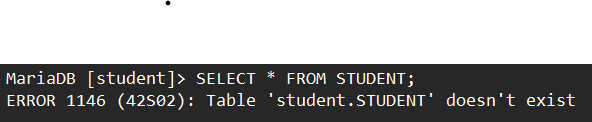 MariaDB [student]> SELECT * FROM STUDENT;
ERROR 1146 (42S02): Table 'student.STUDENT' doesn't exist